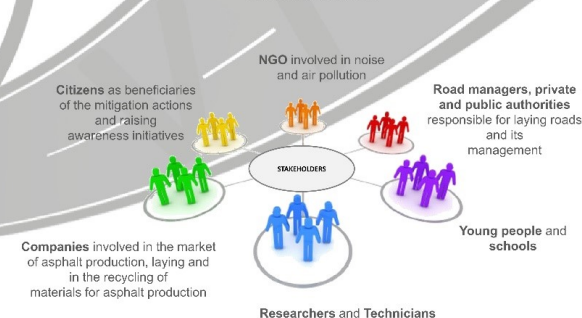 NGO involved in noise
and air pollution
Citizens as beneficiaries
of the mitigation actions
and raising
awareness initiatives
Road managers, private
and public authorities
responsible for laying roads
and its
management
STAKEHOLDERS
Young people and
schools
Companies involved in the market
of asphalt production, laying and
in the recycling of
materials for asphalt production
Researchers and Technicians